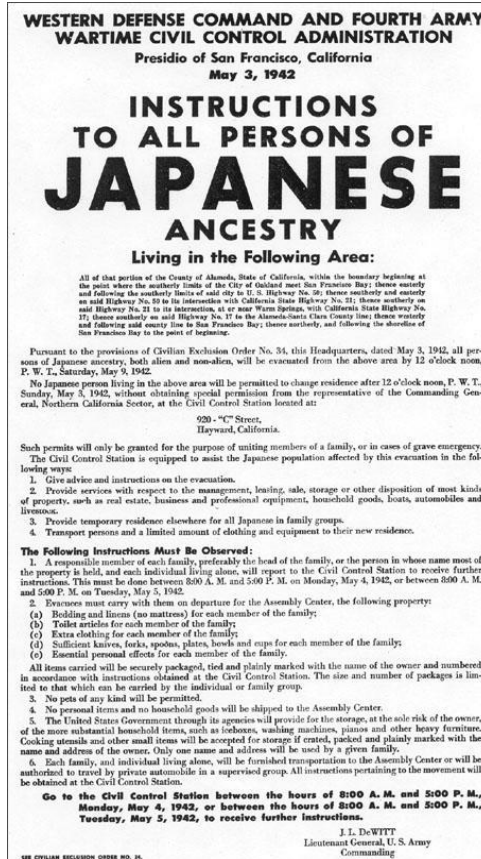 WESTERN DEFENSE COMMAND AND FOURTH ARMY
WARTIME CIVIL CONTROL ADMINISTRATION
Presidio of San Francisco, California
May 3, 1942
INSTRUCTIONS
TO ALL PERSONS OF
JAPANESE
ANCESTRY
Living in the Following Area:
All of that portion of the County of Alameda, State of California, within the boundary beginning at
the point where the southerly limits of the City of Oakland meet San Francisco Bay; thence easterly
and following the southerly limits of said city to U. S. Highway No. 50; thence southerly and easterly
on said Highway No. 50 to its intersection with California State Highway No. 21; thence southerly on
said Highway No. 21 to its intersection, at or near Warm Springs, with California State Highway No.
17; thence southerly on said Highway No. 17 to the Alameda-Santa Clara County line; thence westerly
and following said county line to San Francisco Bay; thence northerly, and following the shoreline of
San Francisco Bay to the point of beginning.
Pursuant to the provisions of Civilian Exclusion Order No. 34, this Headquarters, dated May 3, 1942, all per-
sons of Japanese ancestry, both alien and non-alien, will be evacuated from the above area by 12 o'clock noon,
P. W. T., Saturday, May 9, 1942.
No Japanese person living in the above area will be permitted to change residence after 12 o'clock noon, P. W. T.,
Sunday, May 3, 1942, without obtaining special permission from the representative of the Commanding Gen-
eral, Northern California Sector, at the Civil Control Station located at:
920 - "C" Street,
Hayward, California.
Such permits will only be granted for the purpose of uniting members of a family, or in cases of grave emergency.
The Civil Control Station is equipped to assist the Japanese population affected by this evacuation in the fol-
lowing ways:
1. Give advice and instructions on the evacuation.
2. Provide services with respect to the management, leasing, sale, storage or other disposition of most kinds
of property, such as real estate, business and professional equipment, household goods, boats, automobiles and
livestock.
3. Provide temporary residence elsewhere for all Japanese in family groups.
4. Transport persons and a limited amount of clothing and equipment to their new residence.
The Following Instructions Must Be Observed:
1. A responsible member of each family, preferably the head of the family, or the person in whose name most of
the property is held, and each individual living alone, will report to the Civil Control Station to receive further
instructions. This must be done between 8:00 A. M. and 5:00 P. M. on Monday, May 4, 1942, or between 8:00 A. M.
and 5:00 P. M. on Tuesday, May 5, 1942.
2. Evacuees must carry with them on departure for the Assembly Center, the following property:
(a) Bedding and linens (no mattress) for each member of the family;
(b) Toilet articles for each member of the family;
(c) Extra clothing for each member of the family;
(d) Sufficient knives, forks, spoons, plates, bowls and cups for each member of the family;
(e) Essential personal effects for each member of the family.
All items carried will be securely packaged, tied and plainly marked with the name of the owner and numbered
in accordance with instructions obtained at the Civil Control Station. The size and number of packages is lim-
ited to that which can be carried by the individual or family group.
3. No pets of any kind will be permitted.
4. No personal items and no household goods will be shipped to the Assembly Center.
5. The United States Government through its agencies will provide for the storage, at the sole risk of the owner,
of the more substantial household items, such as iceboxes, washing machines, pianos and other heavy furniture.
Cooking utensils and other small items will be accepted for storage if crated, packed and plainly marked with the
name and address of the owner. Only one name and address will be used by a given family.
6. Each family, and individual living alone, will be furnished transportation to the Assembly Center or will be
authorized to travel by private automobile in a supervised group. All instructions pertaining to the movement will
be obtained at the Civil Control Station.
Go to the Civil Control Station between the hours of 8:00 A. M. and 5:00 P. M.,
Monday, May 4, 1942, or between the hours of 8:00 A. M. and 5:00 P. M.,
Tuesday, May 5, 1942, to receive further instructions.
J. L. DeWITT
Lieutenant General, U. S. Army
Commanding
SEE CIVILIAN EXCLUSION ORDER NO. 34.